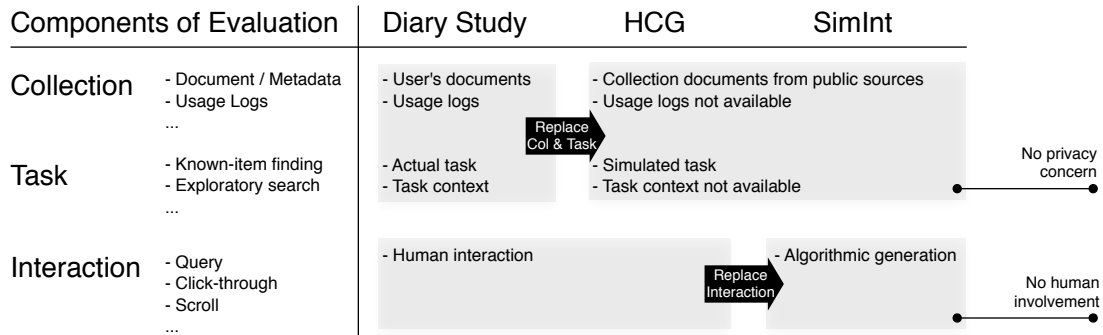 Components of Evaluation
Diary Study
HCG
SimInt
Collection
- Document / Metadata
- Usage Logs
...
- User's documents
- Usage logs
Replace
Col & Task
- Collection documents from public sources
- Usage logs not available
Task
- Known-item finding
- Exploratory search
...
- Actual task
- Task context
- Simulated task
- Task context not available
No privacy
concern
Interaction
- Query
- Click-through
- Scroll
...
- Human interaction
Replace
Interaction
- Algorithmic generation
No human
involvement